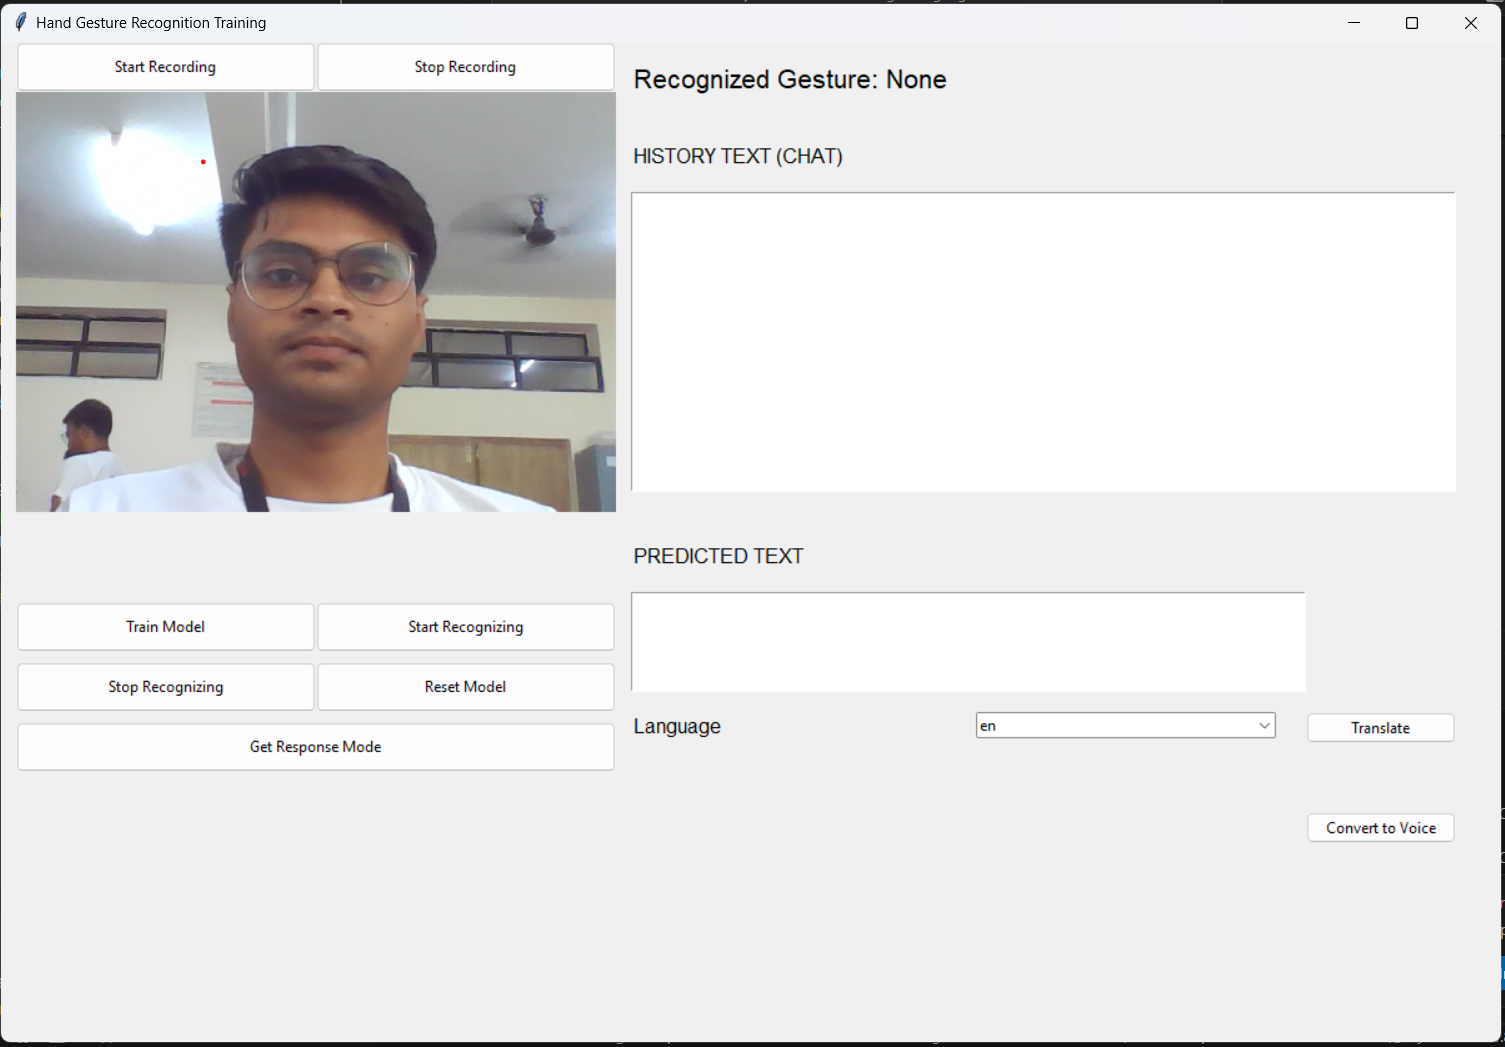 Hand Gesture Recognition Training
Start Recording
Stop Recording
Recognized Gesture: None
HISTORY TEXT (CHAT)
PREDICTED TEXT
Train Model
Start Recognizing
Stop Recognizing
Reset Model
Language
en
Translate
Get Response Mode
Convert to Voice